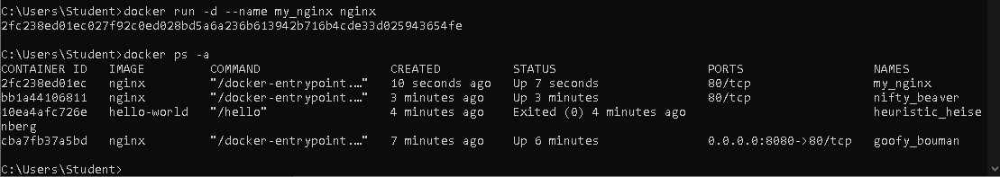 C:\Users\Student>docker run -d --name my_nginx nginx
2fc238ed01ec027f92c0ed028bd5a6a236b613942b716b4cde33d025943654fe

C:\Users\Student>docker ps -a
CONTAINER ID   IMAGE         COMMAND                  CREATED          STATUS                     PORTS                  NAMES
2fc238ed01ec   nginx         "/docker-entrypoint.…"   10 seconds ago   Up 7 seconds               80/tcp                 my_nginx
bb1a44106811   nginx         "/docker-entrypoint.…"   3 minutes ago    Up 3 minutes               80/tcp                 nifty_beaver
10ea4afc726e   hello-world   "/hello"                 4 minutes ago    Exited (0) 4 minutes ago                          heuristic_heise
nberg
cba7fb37a5bd   nginx         "/docker-entrypoint.…"   7 minutes ago    Up 6 minutes               0.0.0.0:8080->80/tcp   goofy_bouman

C:\Users\Student>